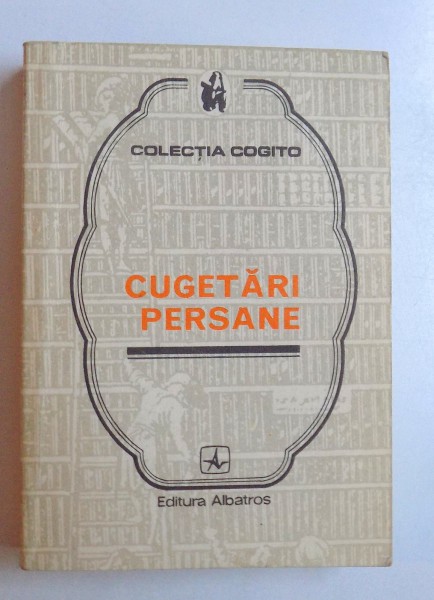 COLECȚIA COGITO
CUGETĂRI
PERSANE
Editura Albatros